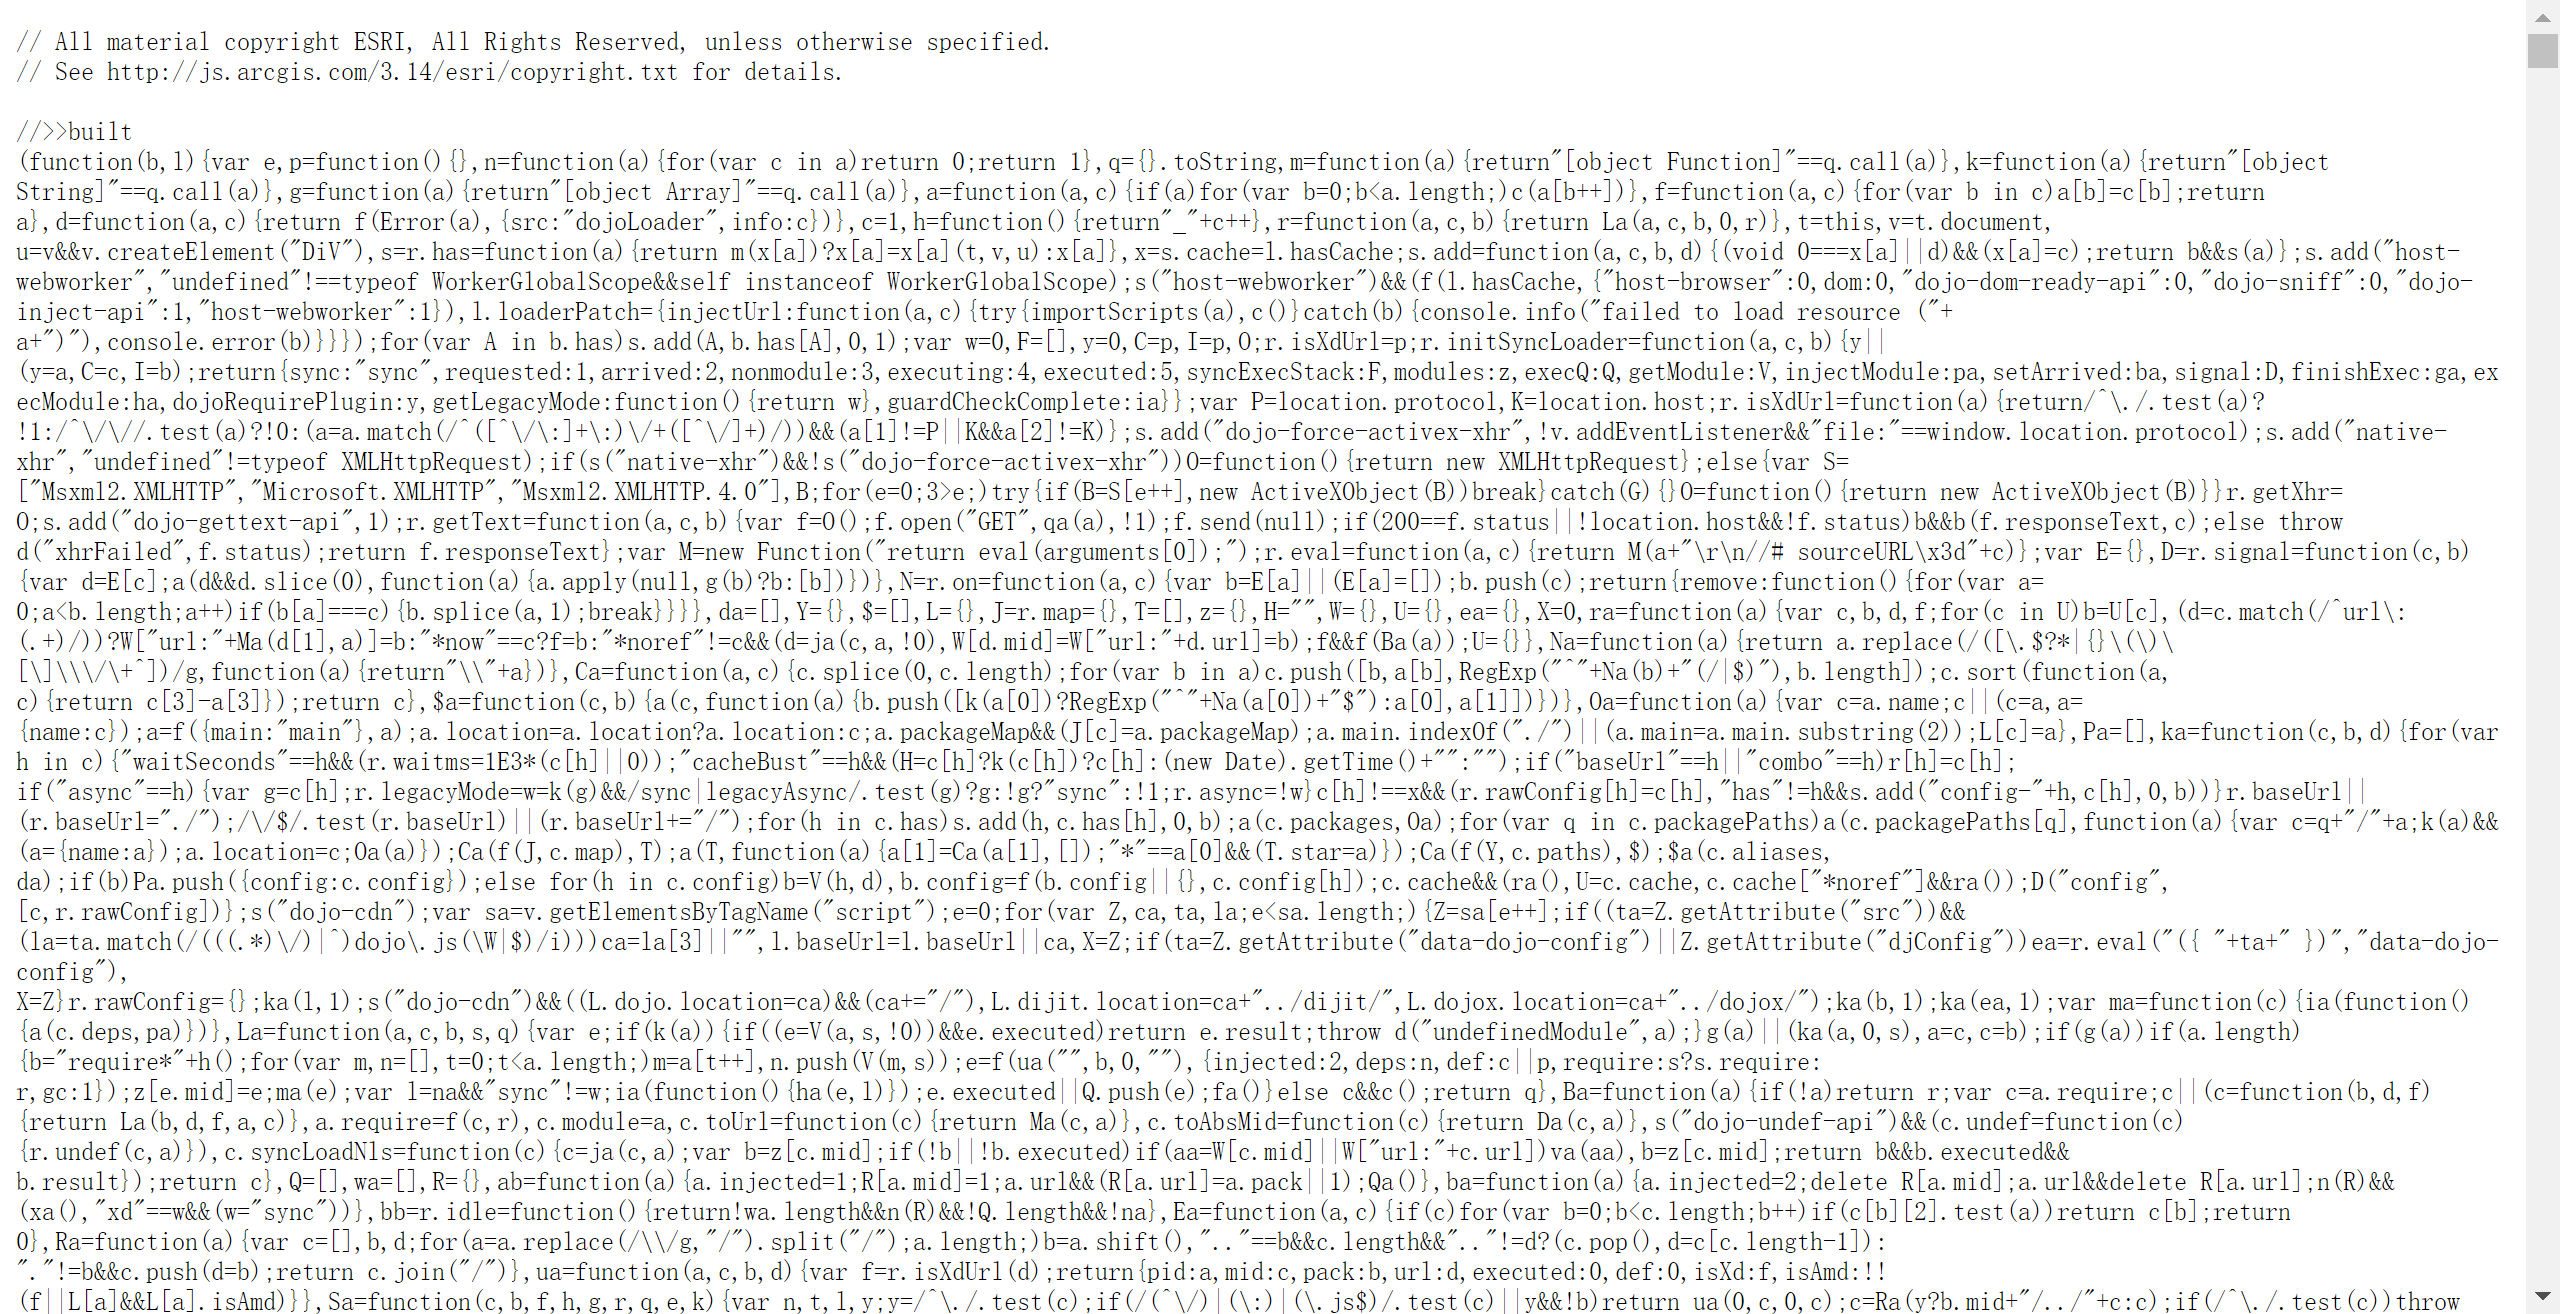 // All material copyright ESRI, All Rights Reserved, unless otherwise specified.
// See http://js.arcgis.com/3.14/esri/copyright.txt for details.
//>>built
(function(b,l){var e,p=function(){},n=function(a){for(var c in a)return 0;return 1},q={}.toString,m=function(a){return"[object Function]"==q.call(a)},k=function(a){return"[object
String]"==q.call(a)},g=function(a){return"[object Array]"==q.call(a)},a=function(a,c){if(a)for(var b=0;b<a.length;)c(a[b++])},f=function(a,c){for(var b in c)a[b]=c[b];return
a},d=function(a,c){return f(Error(a),{src:"dojoLoader",info:c})},c=1,h=function(){return"_"+c++},r=function(a,c,b){return La(a,c,b,0,r)},t=this,v=t.document,
u=v&&v.createElement("DiV"),s=r.has=function(a){return m(x[a])?x[a]=x[a](t,v,u):x[a]},x=s.cache=l.hasCache;s.add=function(a,c,b,d){(void 0===x[a]||d)&&(x[a]=c);return b&&s(a)};s.add("host-
webworker","undefined"!==typeof WorkerGlobalScope&&self instanceof WorkerGlobalScope);s("host-webworker")&&(f(l.hasCache,{"host-browser":0,dom:0,"dojo-dom-ready-api":0,"dojo-sniff":0,"dojo-
inject-api":1,"host-webworker":1}),l.loaderPatch={injectUrl:function(a,c){try{importScripts(a),c()}catch(b){console.info("failed to load resource ("+
a+")"),console.error(b)}}});for(var A in b.has)s.add(A,b.has[A],0,1);var w=0,F=[],y=0,C=p,I=p,O;r.isXdUrl=p;r.initSyncLoader=function(a,c,b){y||
(y=a,C=c,I=b);return{sync:"sync",requested:1,arrived:2,nonmodule:3,executing:4,executed:5,syncExecStack:F,modules:z,execQ:Q,getModule:V,injectModule:pa,setArrived:ba,signal:D,finishExec:ga,ex
ecModule:ha,dojoRequirePlugin:y,getLegacyMode:function(){return w},guardCheckComplete:ia}};var P=location.protocol,K=location.host;r.isXdUrl=function(a){return/^\./.test(a)?
!1:/^\/\//.test(a)?!0:(a=a.match(/^([^\/\:]+\:)\/+([^\/]+)/))&&(a[1]!=P||K&&a[2]!=K)};s.add("dojo-force-activex-xhr",!v.addEventListener&&"file:"==window.location.protocol);s.add("native-
xhr","undefined"!=typeof XMLHttpRequest);if(s("native-xhr")&&!s("dojo-force-activex-xhr"))O=function(){return new XMLHttpRequest};else{var S=
["Msxml2.XMLHTTP","Microsoft.XMLHTTP","Msxml2.XMLHTTP.4.0"],B;for(e=0;3>e;)try{if(B=S[e++],new ActiveXObject(B))break}catch(G){}O=function(){return new ActiveXObject(B)}}r.getXhr=
O;s.add("dojo-gettext-api",1);r.getText=function(a,c,b){var f=O();f.open("GET",qa(a),!1);f.send(null);if(200==f.status||!location.host&&!f.status)b&&b(f.responseText,c);else throw
d("xhrFailed",f.status);return f.responseText};var M=new Function("return eval(arguments[0]);");r.eval=function(a,c){return M(a+"\r\n//# sourceURL\x3d"+c)};var E={},D=r.signal=function(c,b)
{var d=E[c];a(d&&d.slice(0),function(a){a.apply(null,g(b)?b:[b])})},N=r.on=function(a,c){var b=E[a]||(E[a]=[]);b.push(c);return{remove:function(){for(var a=
0;a<b.length;a++)if(b[a]===c){b.splice(a,1);break}}}},da=[],Y={},$=[],L={},J=r.map={},T=[],z={},H="",W={},U={},ea={},X=0,ra=function(a){var c,b,d,f;for(c in U)b=U[c],(d=c.match(/^url\:
(.+)/))?W["url:"+Ma(d[1],a)]=b:"*now"==c?f=b:"*noref"!=c&&(d=ja(c,a,!0),W[d.mid]=W["url:"+d.url]=b);f&&f(Ba(a));U={}},Na=function(a){return a.replace(/([\.$?*|{}\(\)\
[\]\\\/\+^])/g,function(a){return"\\"+a})},Ca=function(a,c){c.splice(0,c.length);for(var b in a)c.push([b,a[b],RegExp("^"+Na(b)+"(/|$)"),b.length]);c.sort(function(a,
c){return c[3]-a[3]});return c},$a=function(c,b){a(c,function(a){b.push([k(a[0])?RegExp("^"+Na(a[0])+"$"):a[0],a[1]])})},Oa=function(a){var c=a.name;c||(c=a,a=
{name:c});a=f({main:"main"},a);a.location=a.location?a.location:c;a.packageMap&&(J[c]=a.packageMap);a.main.indexOf("./")||(a.main=a.main.substring(2));L[c]=a},Pa=[],ka=function(c,b,d){for(var
h in c){"waitSeconds"==h&&(r.waitms=1E3*(c[h]||0));"cacheBust"==h&&(H=c[h]?k(c[h])?c[h]:(new Date).getTime()+"":"");if("baseUrl"==h||"combo"==h)r[h]=c[h];
if("async"==h){var g=c[h];r.legacyMode=w=k(g)&&/sync|legacyAsync/.test(g)?g:!g?"sync":!1;r.async=!w}c[h]!==x&&(r.rawConfig[h]=c[h],"has"!=h&&s.add("config-"+h,c[h],0,b))}r.baseUrl||
(r.baseUrl="./");/\/$/.test(r.baseUrl)||(r.baseUrl+="/");for(h in c.has)s.add(h,c.has[h],0,b);a(c.packages,Oa);for(var q in c.packagePaths)a(c.packagePaths[q],function(a){var c=q+"/"+a;k(a)&&
(a={name:a});a.location=c;Oa(a)});Ca(f(J,c.map),T);a(T,function(a){a[1]=Ca(a[1],[]);"*"==a[0]&&(T.star=a)});Ca(f(Y,c.paths),$);$a(c.aliases,
da);if(b)Pa.push({config:c.config});else for(h in c.config)b=V(h,d),b.config=f(b.config||{},c.config[h]);c.cache&&(ra(),U=c.cache,c.cache["*noref"]&&ra());D("config",
[c,r.rawConfig])};s("dojo-cdn");var sa=v.getElementsByTagName("script");e=0;for(var Z,ca,ta,la;e<sa.length;){Z=sa[e++];if((ta=Z.getAttribute("src"))&&
(la=ta.match(/(((.*)\/)|^)dojo\.js(\W|$)/i)))ca=la[3]||"",l.baseUrl=l.baseUrl||ca,X=Z;if(ta=Z.getAttribute("data-dojo-config")||Z.getAttribute("djConfig"))ea=r.eval("({ "+ta+" })","data-dojo-
config"),
X=Z}r.rawConfig={};ka(l,1);s("dojo-cdn")&&((L.dojo.location=ca)&&(ca+="/"),L.dijit.location=ca+"../dijit/",L.dojox.location=ca+"../dojox/");ka(b,1);ka(ea,1);var ma=function(c){ia(function()
{a(c.deps,pa)})},La=function(a,c,b,s,q){var e;if(k(a)){if((e=V(a,s,!0))&&e.executed)return e.result;throw d("undefinedModule",a);}g(a)||(ka(a,0,s),a=c,c=b);if(g(a))if(a.length)
{b="require*"+h();for(var m,n=[],t=0;t<a.length;)m=a[t++],n.push(V(m,s));e=f(ua("",b,0,""),{injected:2,deps:n,def:c||p,require:s?s.require:
r,gc:1});z[e.mid]=e;ma(e);var l=na&&"sync"!=w;ia(function(){ha(e,l)});e.executed||Q.push(e);fa()}else c&&c();return q},Ba=function(a){if(!a)return r;var c=a.require;c||(c=function(b,d,f)
{return La(b,d,f,a,c)},a.require=f(c,r),c.module=a,c.toUrl=function(c){return Ma(c,a)},c.toAbsMid=function(c){return Da(c,a)},s("dojo-undef-api")&&(c.undef=function(c)
{r.undef(c,a)}),c.syncLoadNls=function(c){c=ja(c,a);var b=z[c.mid];if(!b||!b.executed)if(aa=W[c.mid]||W["url:"+c.url])va(aa),b=z[c.mid];return b&&b.executed&&
b.result});return c},Q=[],wa=[],R={},ab=function(a){a.injected=1;R[a.mid]=1;a.url&&(R[a.url]=a.pack||1);Qa()},ba=function(a){a.injected=2;delete R[a.mid];a.url&&delete R[a.url];n(R)&&
(xa(),"xd"==w&&(w="sync"))},bb=r.idle=function(){return!wa.length&&n(R)&&!Q.length&&!na},Ea=function(a,c){if(c)for(var b=0;b<c.length;b++)if(c[b][2].test(a))return c[b];return
0},Ra=function(a){var c=[],b,d;for(a=a.replace(/\\/g,"/").split("/");a.length;)b=a.shift(),".."==b&&c.length&&".."!=d?(c.pop(),d=c[c.length-1]):
"."!=b&&c.push(d=b);return c.join("/")},ua=function(a,c,b,d){var f=r.isXdUrl(d);return{pid:a,mid:c,pack:b,url:d,executed:0,def:0,isXd:f,isAmd:!!
(f||L[a]&&L[a].isAmd)}},Sa=function(c,b,f,h,g,r,q,e,k){var n,t,l,y;y=/^\./.test(c);if(/(^\/)|(\:)|(\.js$)/.test(c)||y&&!b)return ua(0,c,0,c);c=Ra(y?b.mid+"/../"+c:c);if(/^\./.test(c))throw